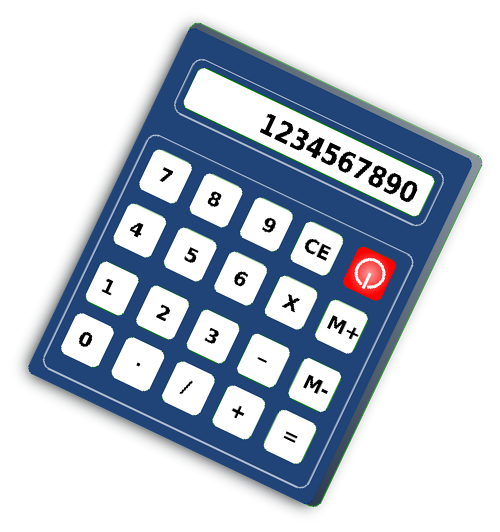 1234567890
7 8 9 CE
4 5 6 X M+
1 2 3 - M-
0 . / + =